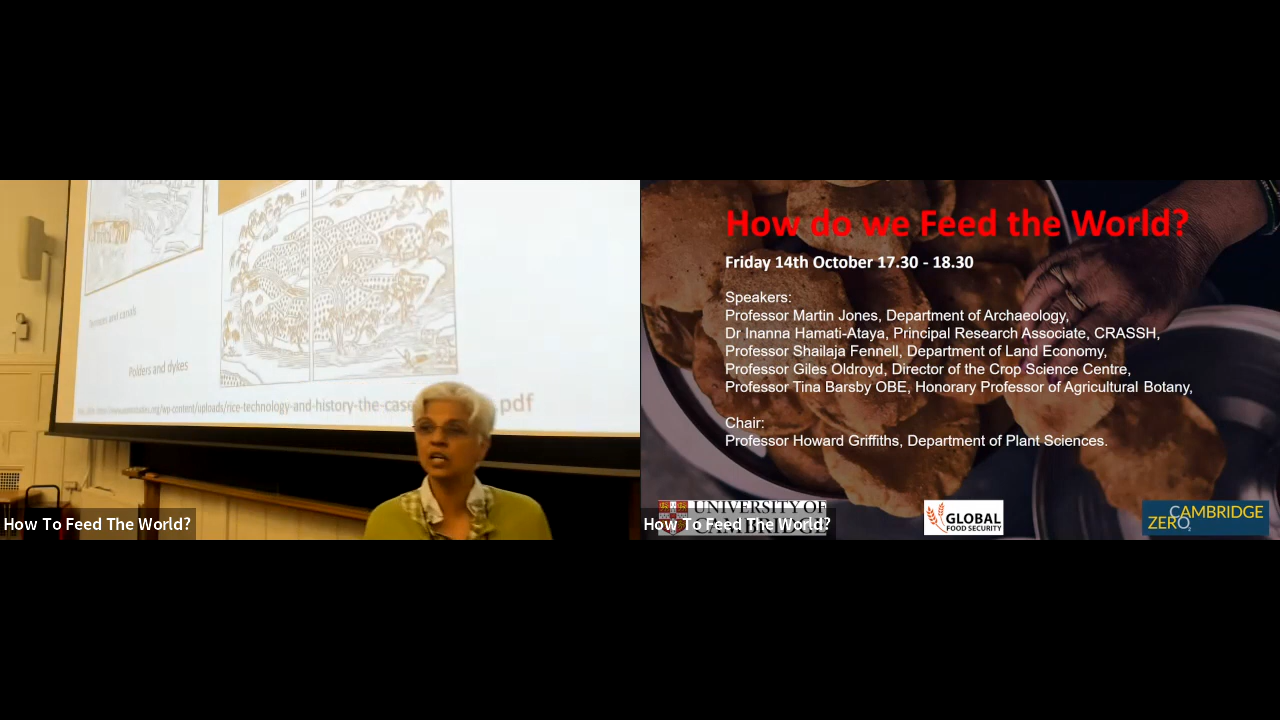 Terraces and canals
Polders and dykes
.org/wp-content/uploads/rice-technology-and-history-the-case
.pdf
How To Feed The World?
How do we Feed the World?
Friday 14th October 17.30 - 18.30
Speakers:
Professor Martin Jones, Department of Archaeology,
Dr Inanna Hamati-Ataya, Principal Research Associate, CRASSH,
Professor Shailaja Fennell, Department of Land Economy,
Professor Giles Oldroyd, Director of the Crop Science Centre,
Professor Tina Barsby OBE, Honorary Professor of Agricultural Botany,
Chair:
Professor Howard Griffiths, Department of Plant Sciences.
UNIVERSITY OF
CAMBRIDGE
How To Feed The World?
GLOBAL
FOOD SECURITY
CAMBRIDGE
ZERO